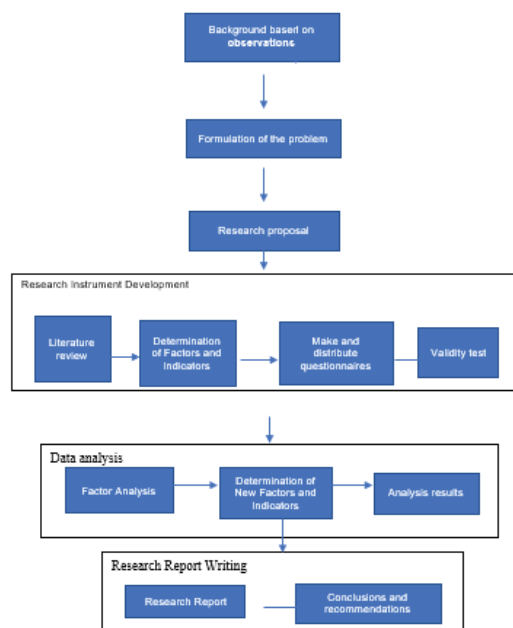 Background based on
observations
Formulation of the problem
Research proposal
Research Instrument Development
Literature
review
Determination
of Factors and
Indicators
Make and
distribute
questionnaires
Validity test
Data analysis
Factor Analysis
Determination of
New Factors and
Indicators
Analysis results
Research Report Writing
Research Report
Conclusions and
recommendations